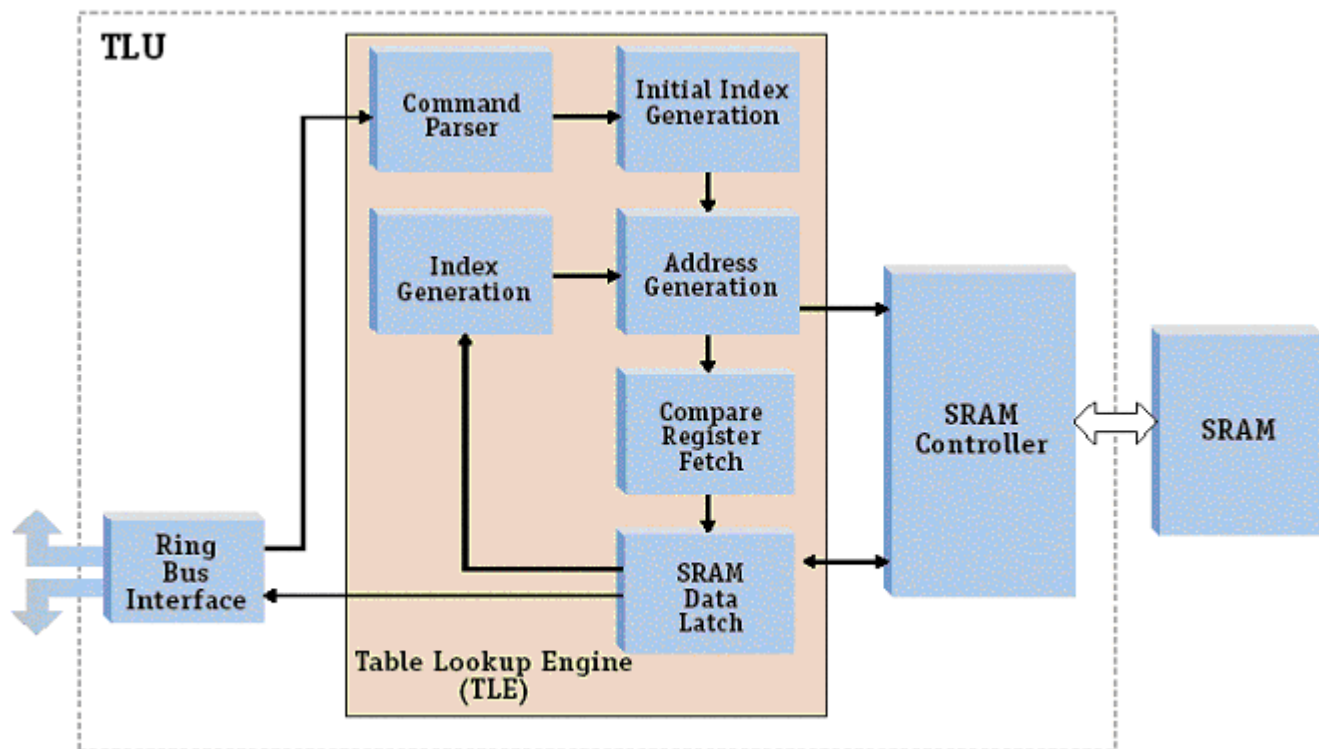 TLU
Command
Parser
Initial Index
Generation
Index
Generation
Address
Generation
Compare
Register
Fetch
SRAM
Controller
SRAM
Ring
Bus
Interface
SRAM
Data
Latch
Table Lookup Engine
(TLE)